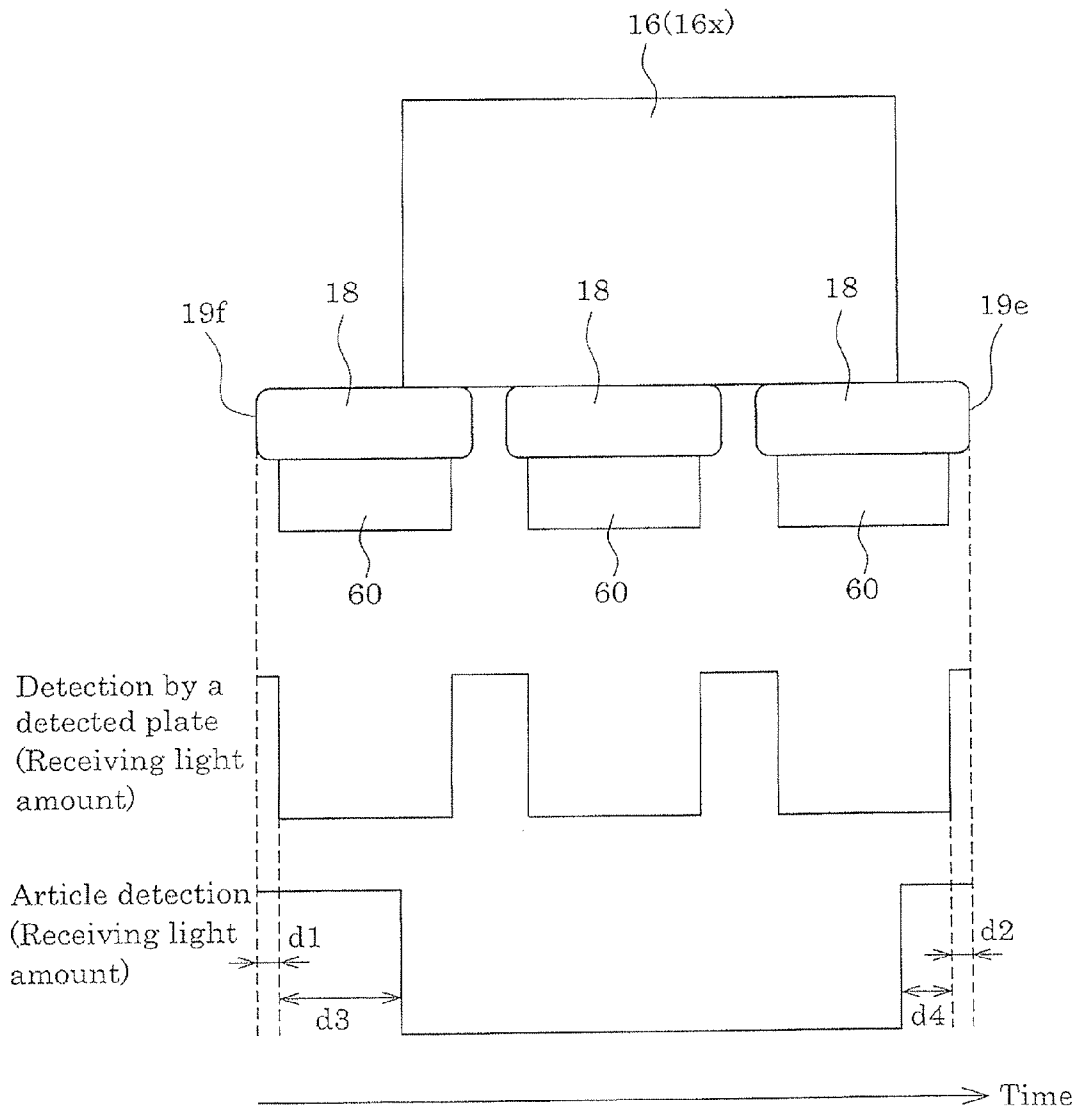 16(16x)
19f
18
18
18
19e
60
60
60
Detection by a
detected plate
(Receiving light
amount)
Article detection
(Receiving light
amount)
d1
d2
d3
d4
Time